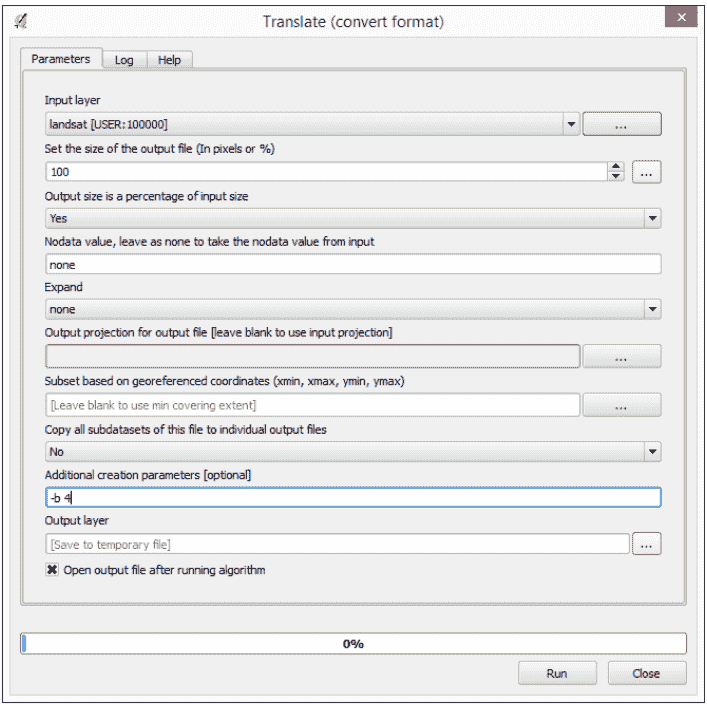 Translate (convert format)
Parameters
Log
Help
Input layer
landsat [USER:100000]
...
Set the size of the output file (In pixels or %)
100
...
Output size is a percentage of input size
Yes
Nodata value, leave as none to take the nodata value from input
none
Expand
none
Output projection for output file [leave blank to use input projection]
...
Subset based on georeferenced coordinates (xmin, xmax, ymin, ymax)
[Leave blank to use min covering extent]
...
Copy all subdatasets of this file to individual output files
No
Additional creation parameters [optional]
-b 4
Output layer
[Save to temporary file]
...
Open output file after running algorithm
0%
Run
Close